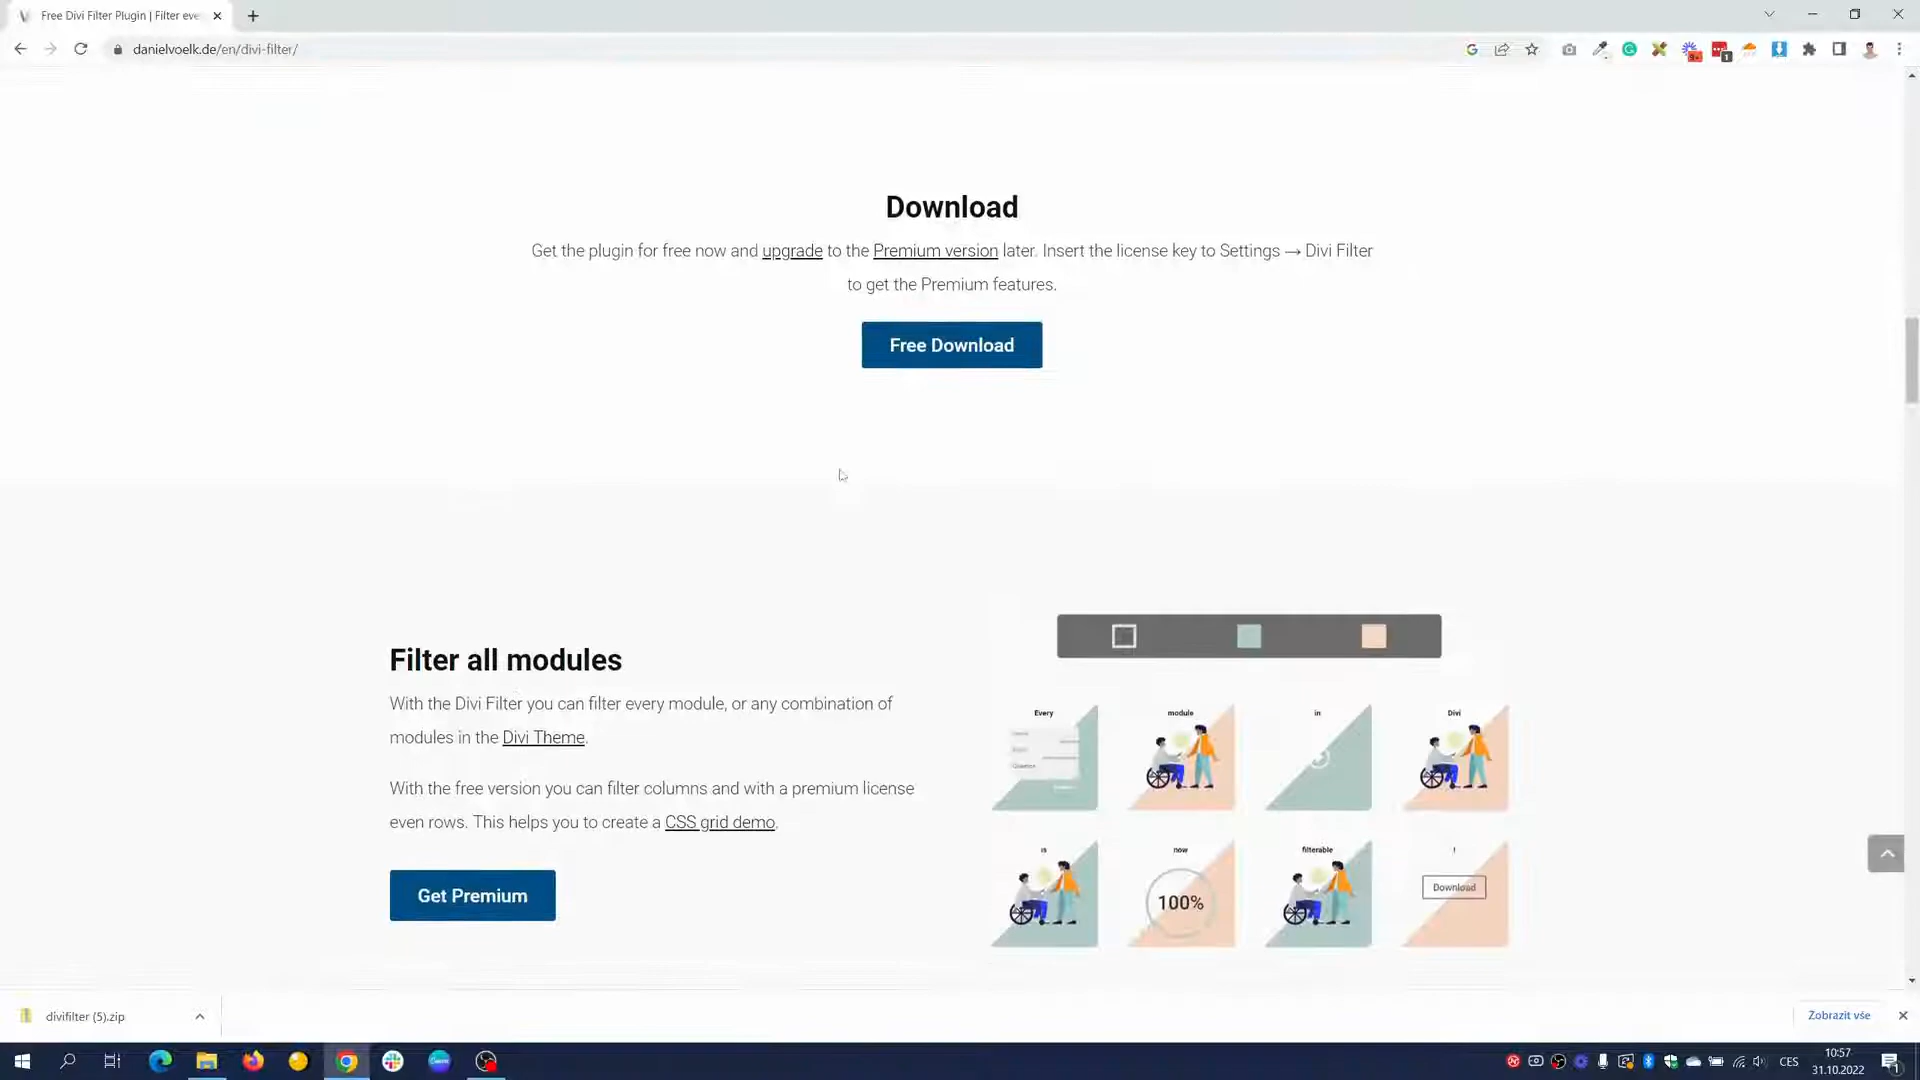 Free Divi Filter Plugin | Filter eve
danielvoelk.de/en/divi-filter/
9+
1
Download
Get the plugin for free now and upgrade to the Premium version later. Insert the license key to Settings → Divi Filter
to get the Premium features.
Free Download
Filter all modules
With the Divi Filter you can filter every module, or any combination of
modules in the Divi Theme.
With the free version you can filter columns and with a premium license
even rows. This helps you to create a CSS grid demo.
Get Premium
Every module in Divi
is now filterable !
100%
Download
divifilter (5).zip
Zobrazit vše
CES
10:57
31.10.2022
1